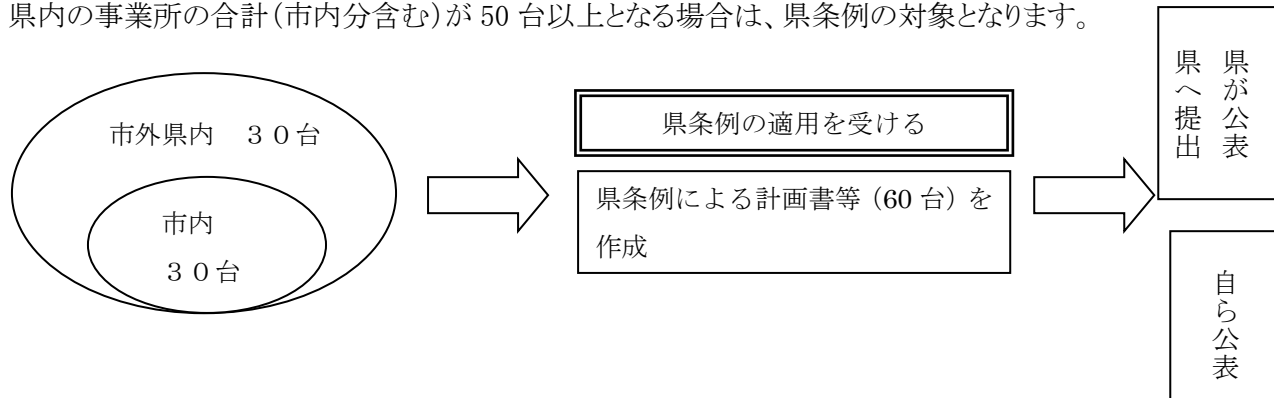 県内の事業所の合計（市内分含む）が 50 台以上となる場合は、県条例の対象となります。
市外県内　３０台
市内
３０台
県条例の適用を受ける
県条例による計画書等（60 台）を
作成
県が公表
県へ提出
自ら公表